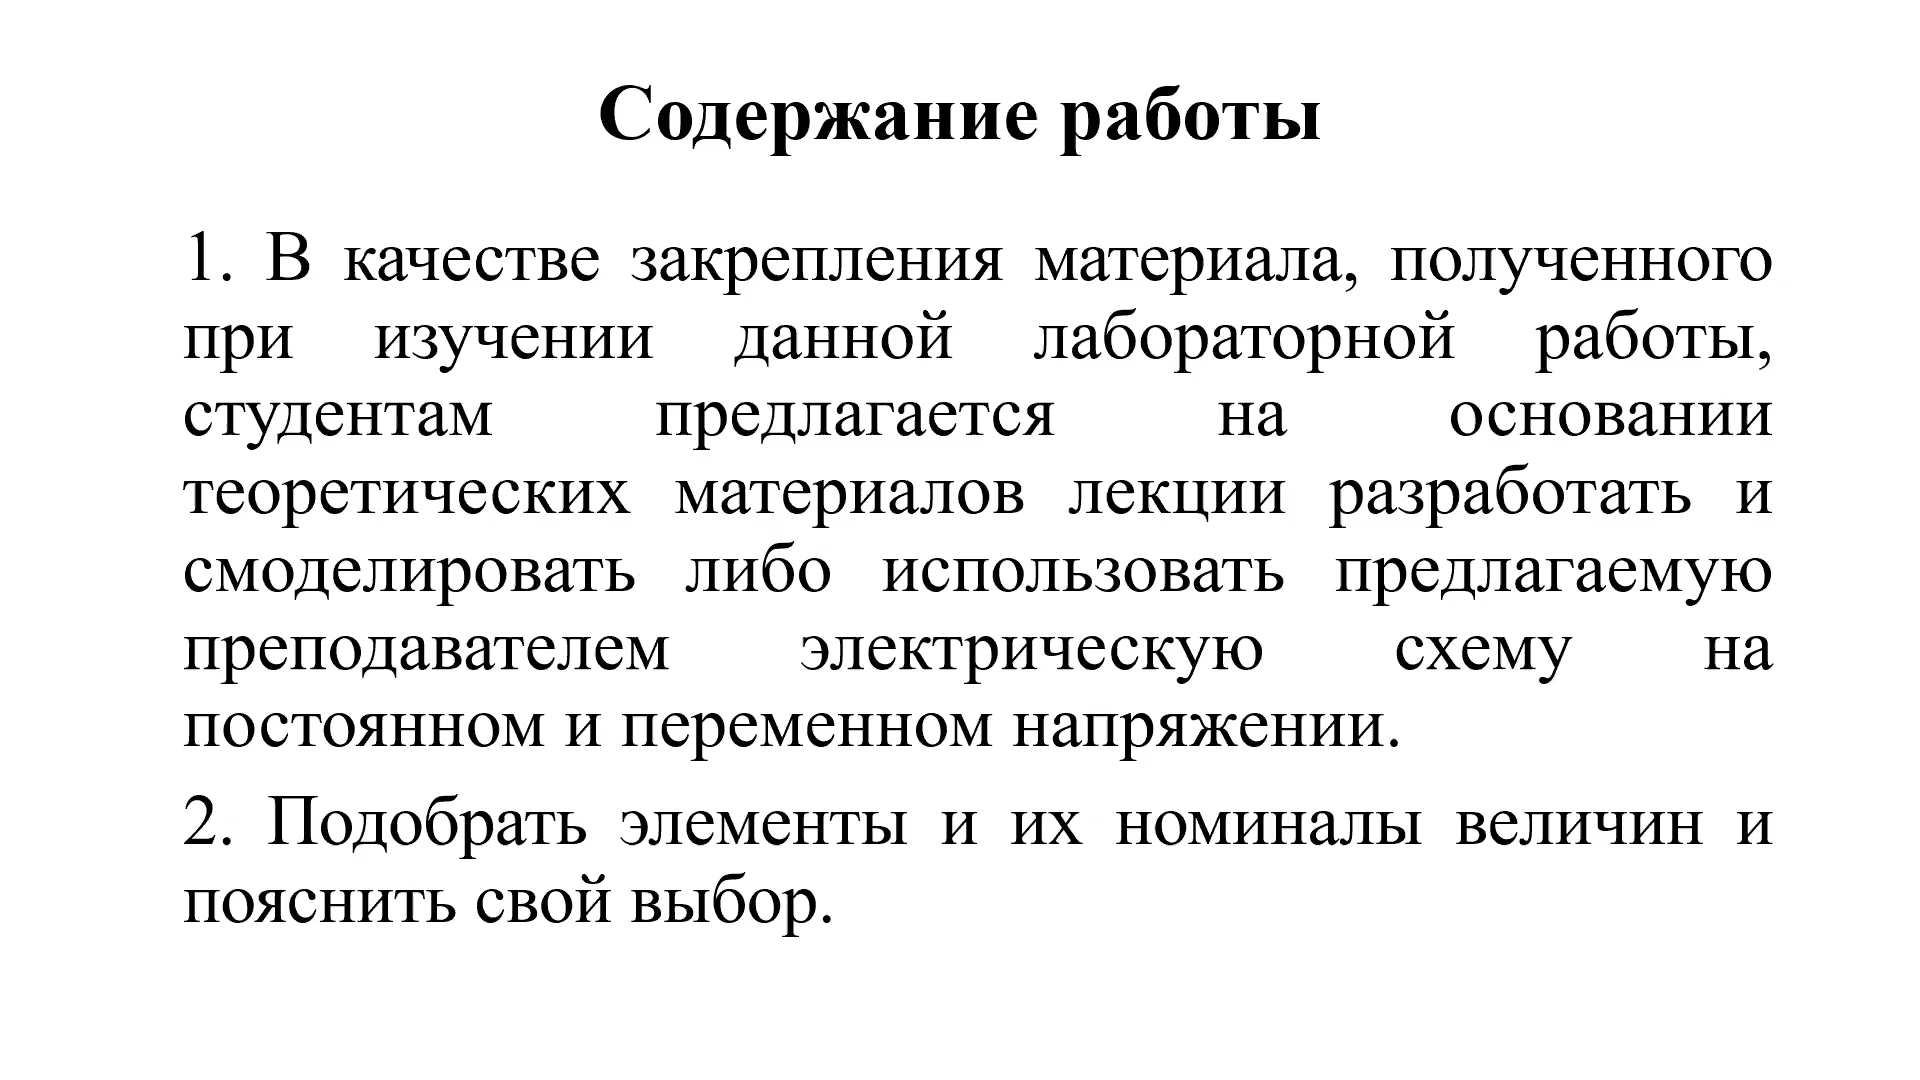 Содержание работы
1. В качестве закрепления материала, полученного
при изучении данной лабораторной работы,
студентам предлагается на основании
теоретических материалов лекции разработать и
смоделировать либо использовать предлагаемую
преподавателем электрическую схему на
постоянном и переменном напряжении.
2. Подобрать элементы и их номиналы величин и
пояснить свой выбор.